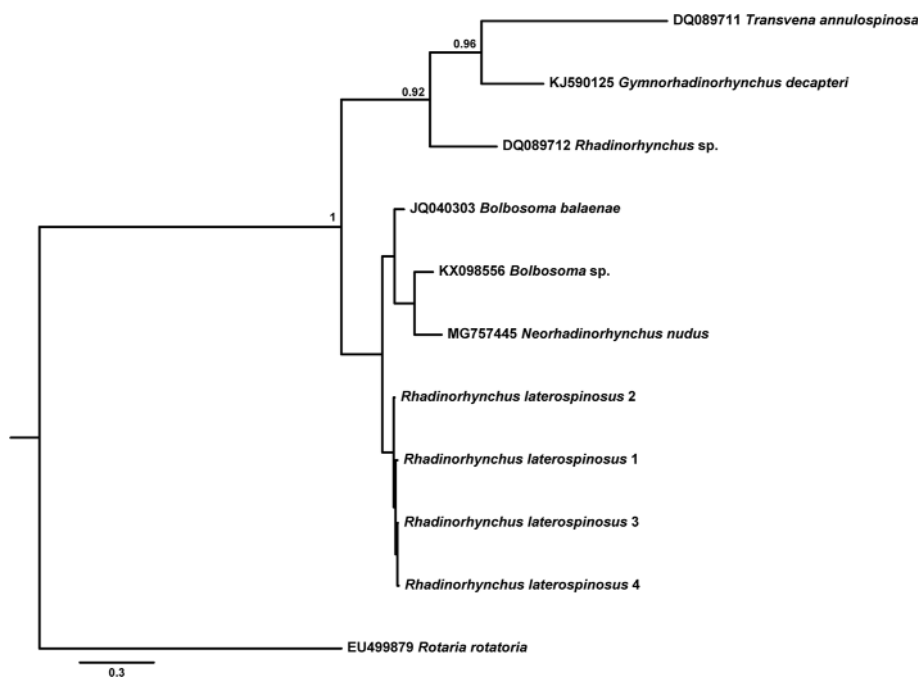 DQ089711 Transvena annulospinosa
0.96
KJ590125 Gymnorhadinorhynchus decapteri
0.92
DQ089712 Rhadinorhynchus sp.
JQ040303 Bolbosoma balaenae
1
KX098556 Bolbosoma sp.
MG757445 Neorhadinorhynchus nudus
Rhadinorhynchus laterospinosus 2
Rhadinorhynchus laterospinosus 1
Rhadinorhynchus laterospinosus 3
Rhadinorhynchus laterospinosus 4
EU499879 Rotaria rotatoria
0.3